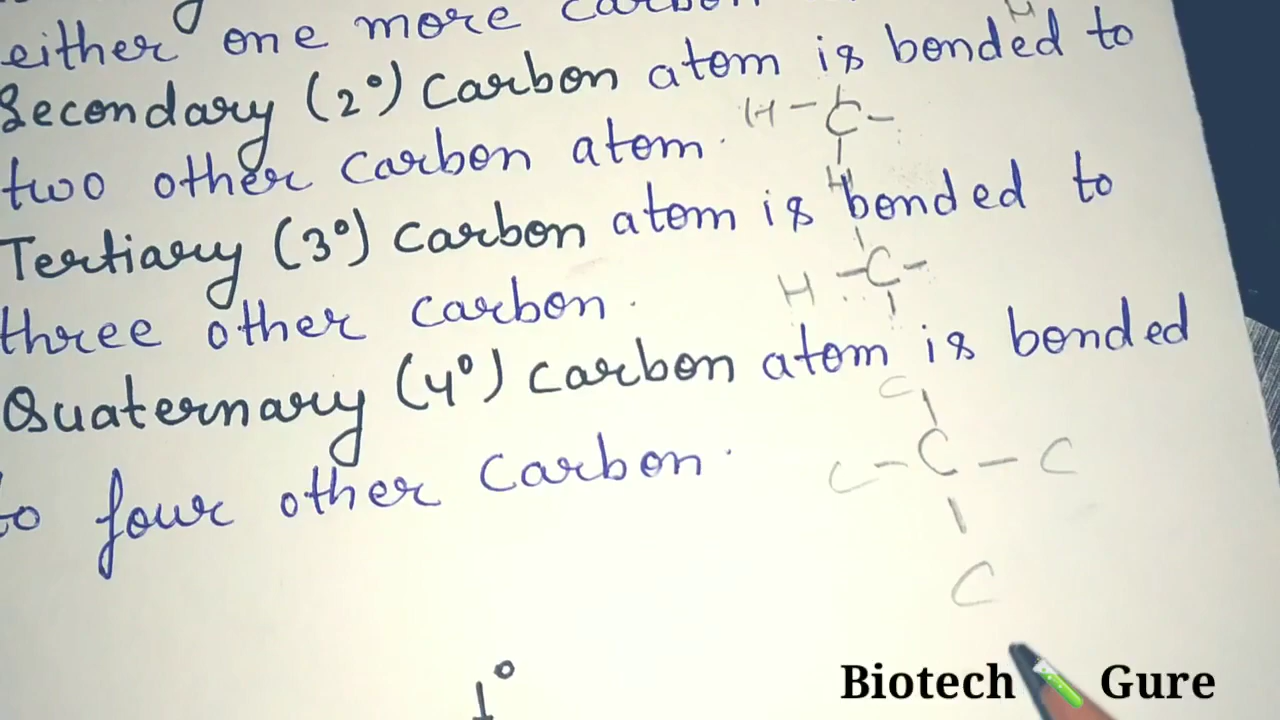 either one more carbon
Secondary (2°) Carbon atom is bonded to
two other carbon atom.
H
H - C -
H
Tertiary (3°) carbon atom is bonded to
three other carbon.
H - C -
Quaternary (4°) carbon atom is bonded
to four other carbon.
C
C - C - C
C
1°
Biotech Gure